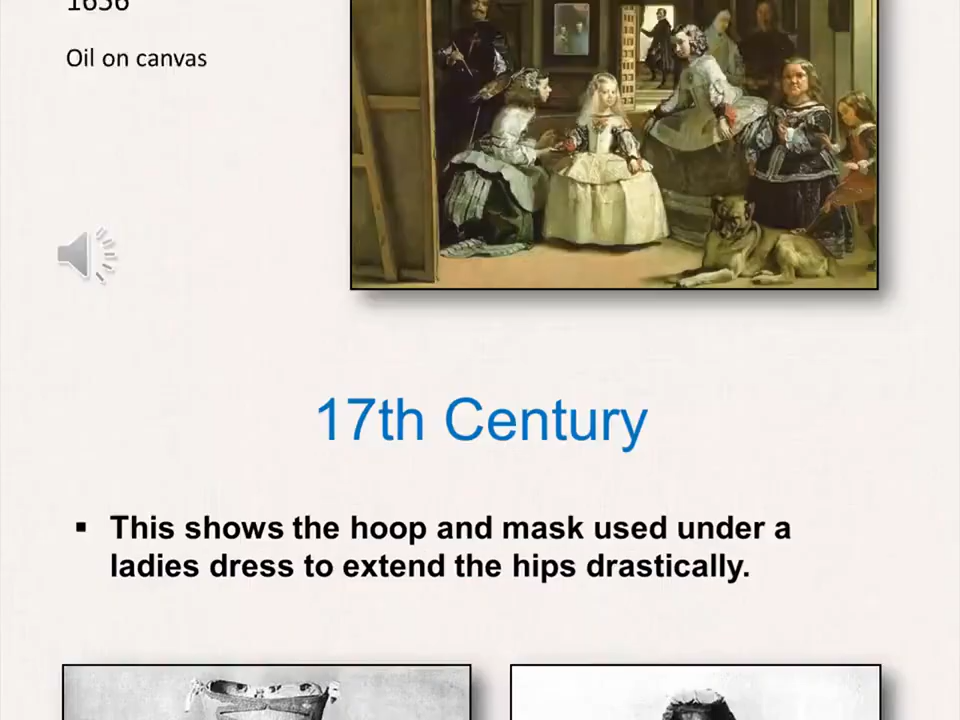 1656
Oil on canvas
17th Century
▪ This shows the hoop and mask used under a
ladies dress to extend the hips drastically.